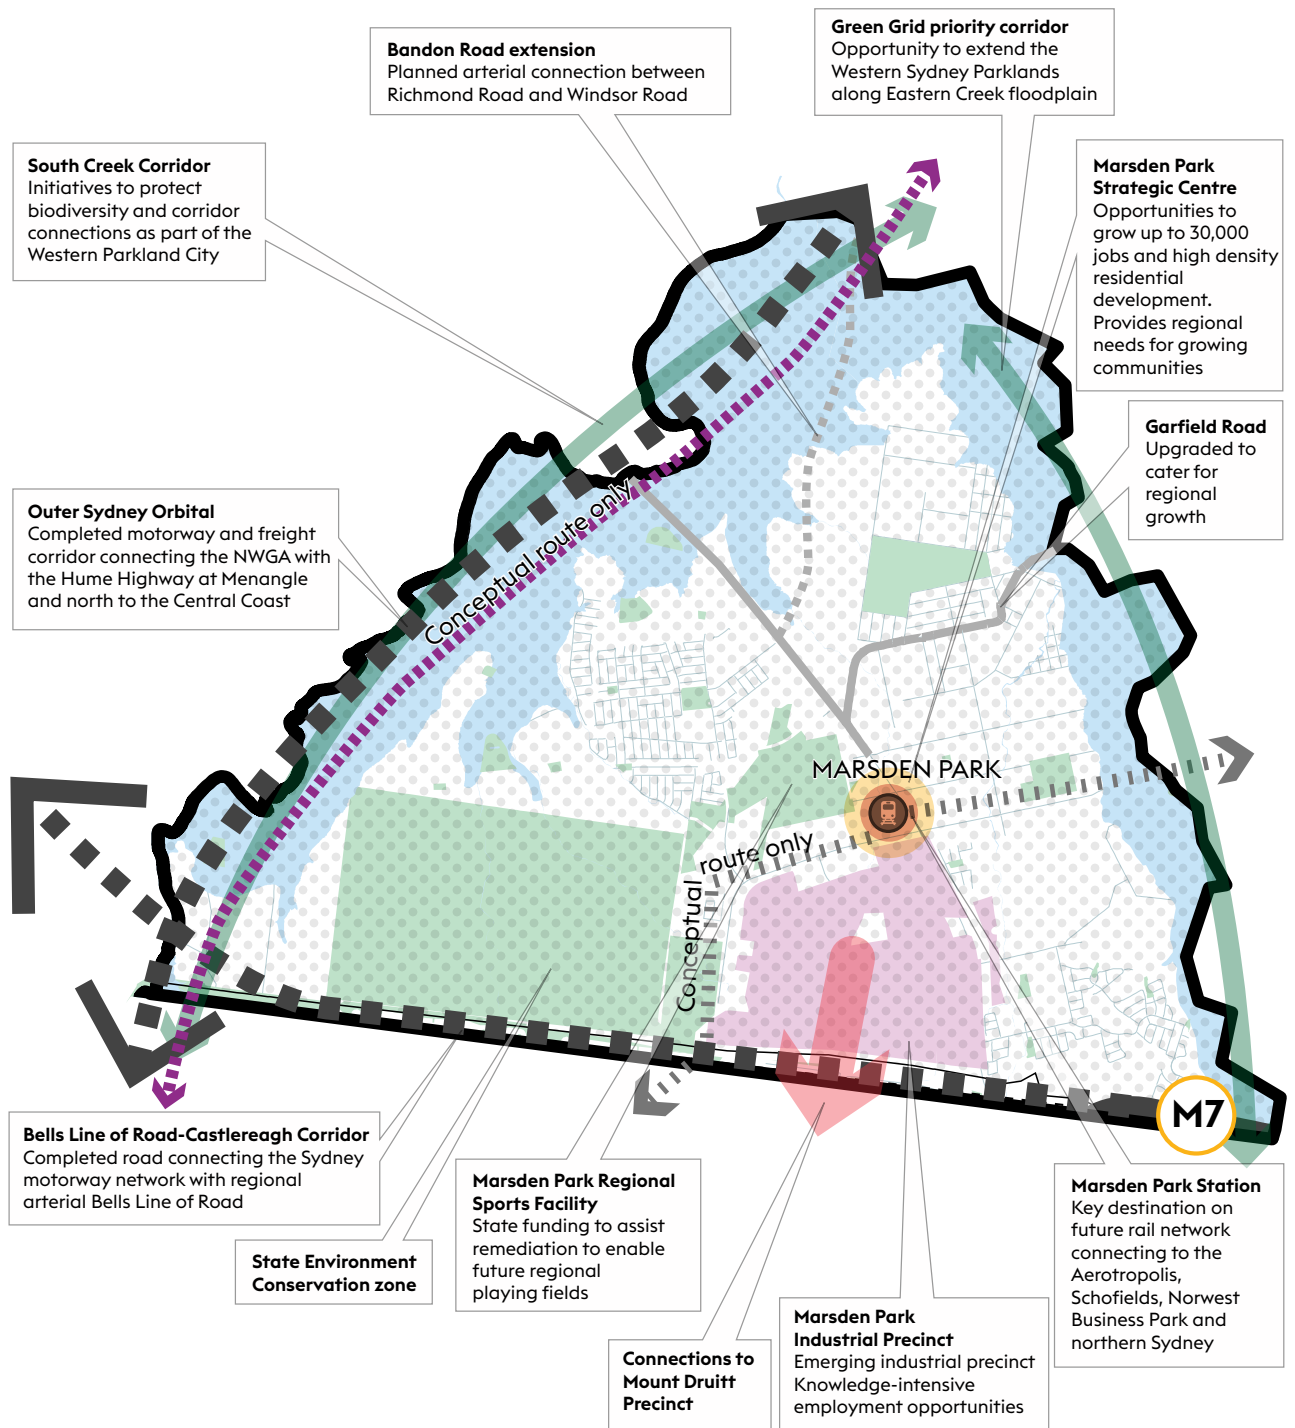 Green Grid priority corridor
Opportunity to extend the
Western Sydney Parklands
along Eastern Creek floodplain
Bandon Road extension
Planned arterial connection between
Richmond Road and Windsor Road
South Creek Corridor
Initiatives to protect
biodiversity and corridor
connections as part of the
Western Parkland City
Marsden Park
Strategic Centre
Opportunities to
grow up to 30,000
jobs and high density
residential
development.
Provides regional
needs for growing
communities
Garfield Road
Upgraded to
cater for
regional
growth
Outer Sydney Orbital
Completed motorway and freight
corridor connecting the NWGA with
the Hume Highway at Menangle
and north to the Central Coast
Conceptual route only
MARSDEN PARK
Conceptual route only
M7
Bells Line of Road-Castlereagh Corridor
Completed road connecting the Sydney
motorway network with regional
arterial Bells Line of Road
State Environment
Conservation zone
Marsden Park Regional
Sports Facility
State funding to assist
remediation to enable
future regional
playing fields
Connections to
Mount Druitt
Precinct
Marsden Park
Industrial Precinct
Emerging industrial precinct
Knowledge-intensive
employment opportunities
Marsden Park Station
Key destination on
future rail network
connecting to the
Aerotropolis,
Schofields, Norwest
Business Park and
northern Sydney